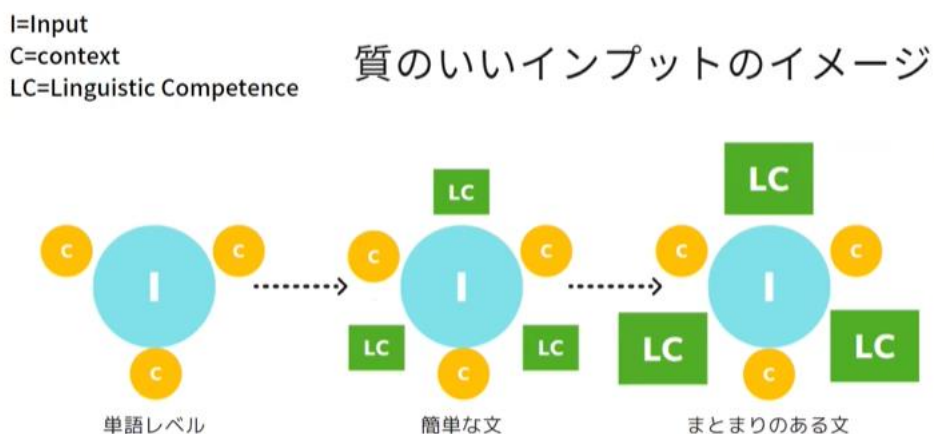 I=Input
C=context
LC=Linguistic Competence
質のいいインプットのイメージ
C
C
I
C
単語レベル
LC
C
C
I
LC
LC
C
簡単な文
LC
C
C
I
LC
LC
C
まとまりのある文